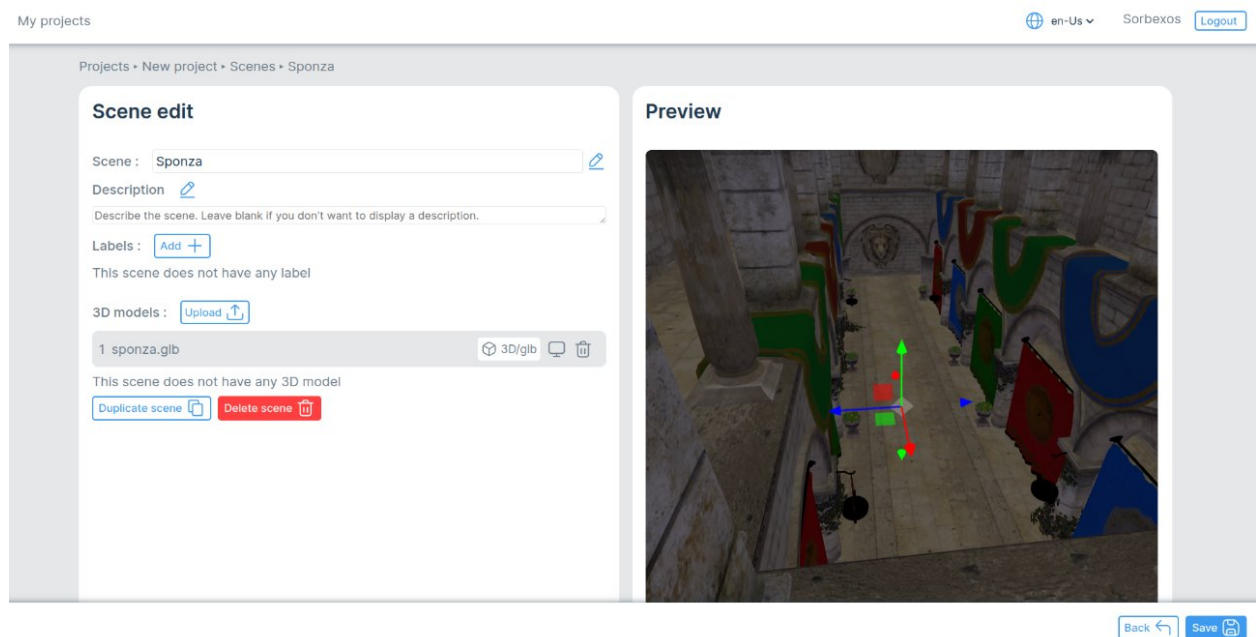 My projects
en-Us
Sorbexos
Logout
Projects ‣ New project ‣ Scenes ‣ Sponza
Scene edit
Scene :
Sponza
Description
Describe the scene. Leave blank if you don't want to display a description.
Labels :
Add
This scene does not have any label
3D models :
Upload
1 sponza.glb
3D/glb
This scene does not have any 3D model
Duplicate scene
Delete scene
Preview
Back
Save